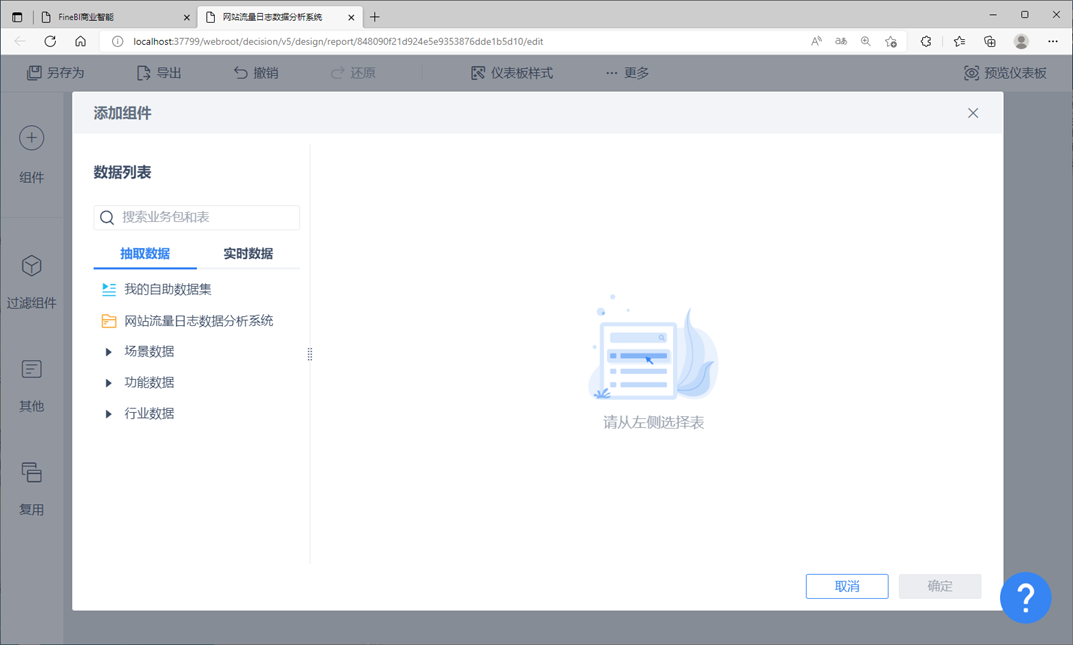 FineBI商业智能
网站流量日志数据分析系统
localhost:37799/webroot/decision/v5/design/report/848090f21d924e5e9353876dde1b5d10/edit
另存为 导出 撤销 还原 仪表板样式 ··· 更多 预览仪表板
添加组件
组件
过滤组件
其他
复用
数据列表
搜索业务包和表
抽取数据 实时数据
我的自助数据集
网站流量日志数据分析系统
场景数据
功能数据
行业数据
请从左侧选择表
取消 确定
?